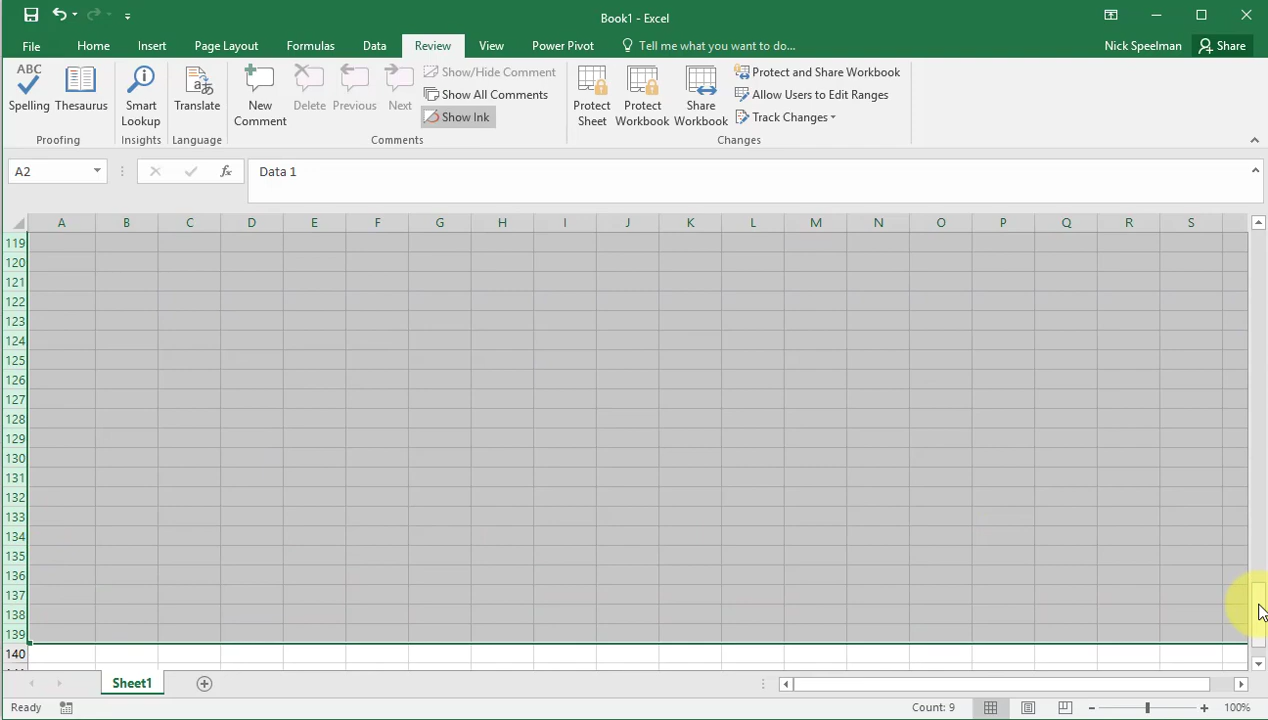 Book1 - Excel
File Home Insert Page Layout Formulas Data Review View Power Pivot Tell me what you want to do... Nick Speelman Share
ABC
Spelling Thesaurus Smart Lookup Translate New Comment Delete Previous Next Show/Hide Comment
Show All Comments
Show Ink
Protect Sheet Protect Workbook Share Workbook Protect and Share Workbook
Allow Users to Edit Ranges
Track Changes
Proofing Insights Language Comments Changes
A2 fx Data 1
A B C D E F G H I J K L M N O P Q R S
119
120
121
122
123
124
125
126
127
128
129
130
131
132
133
134
135
136
137
138
139
140
Sheet1
Ready Count: 9 100%